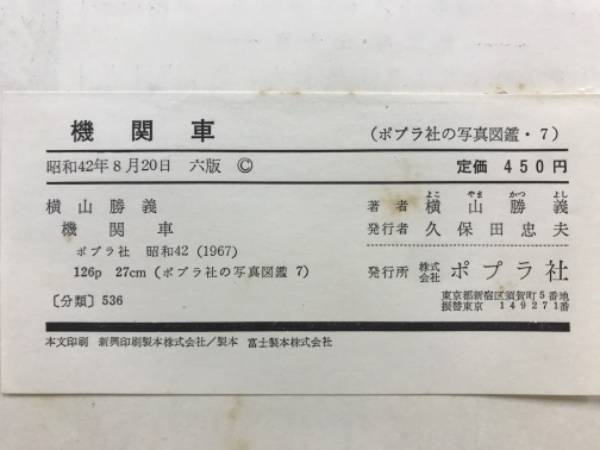 機関車　（ポプラ社の写真図鑑・7）
昭和42年8月20日　六版　©　定価　450円
横山勝義
機関車
ポプラ社　昭和42 (1967)
126p　27cm（ポプラ社の写真図鑑 7）
〔分類〕536
よこ やま かつ よし
著者　横山勝義
発行者　久保田忠夫
発行所　株式会社　ポプラ社
東京都新宿区須賀町5番地
振替東京　149271番
本文印刷　新興印刷製本株式会社／製本　富士製本株式会社